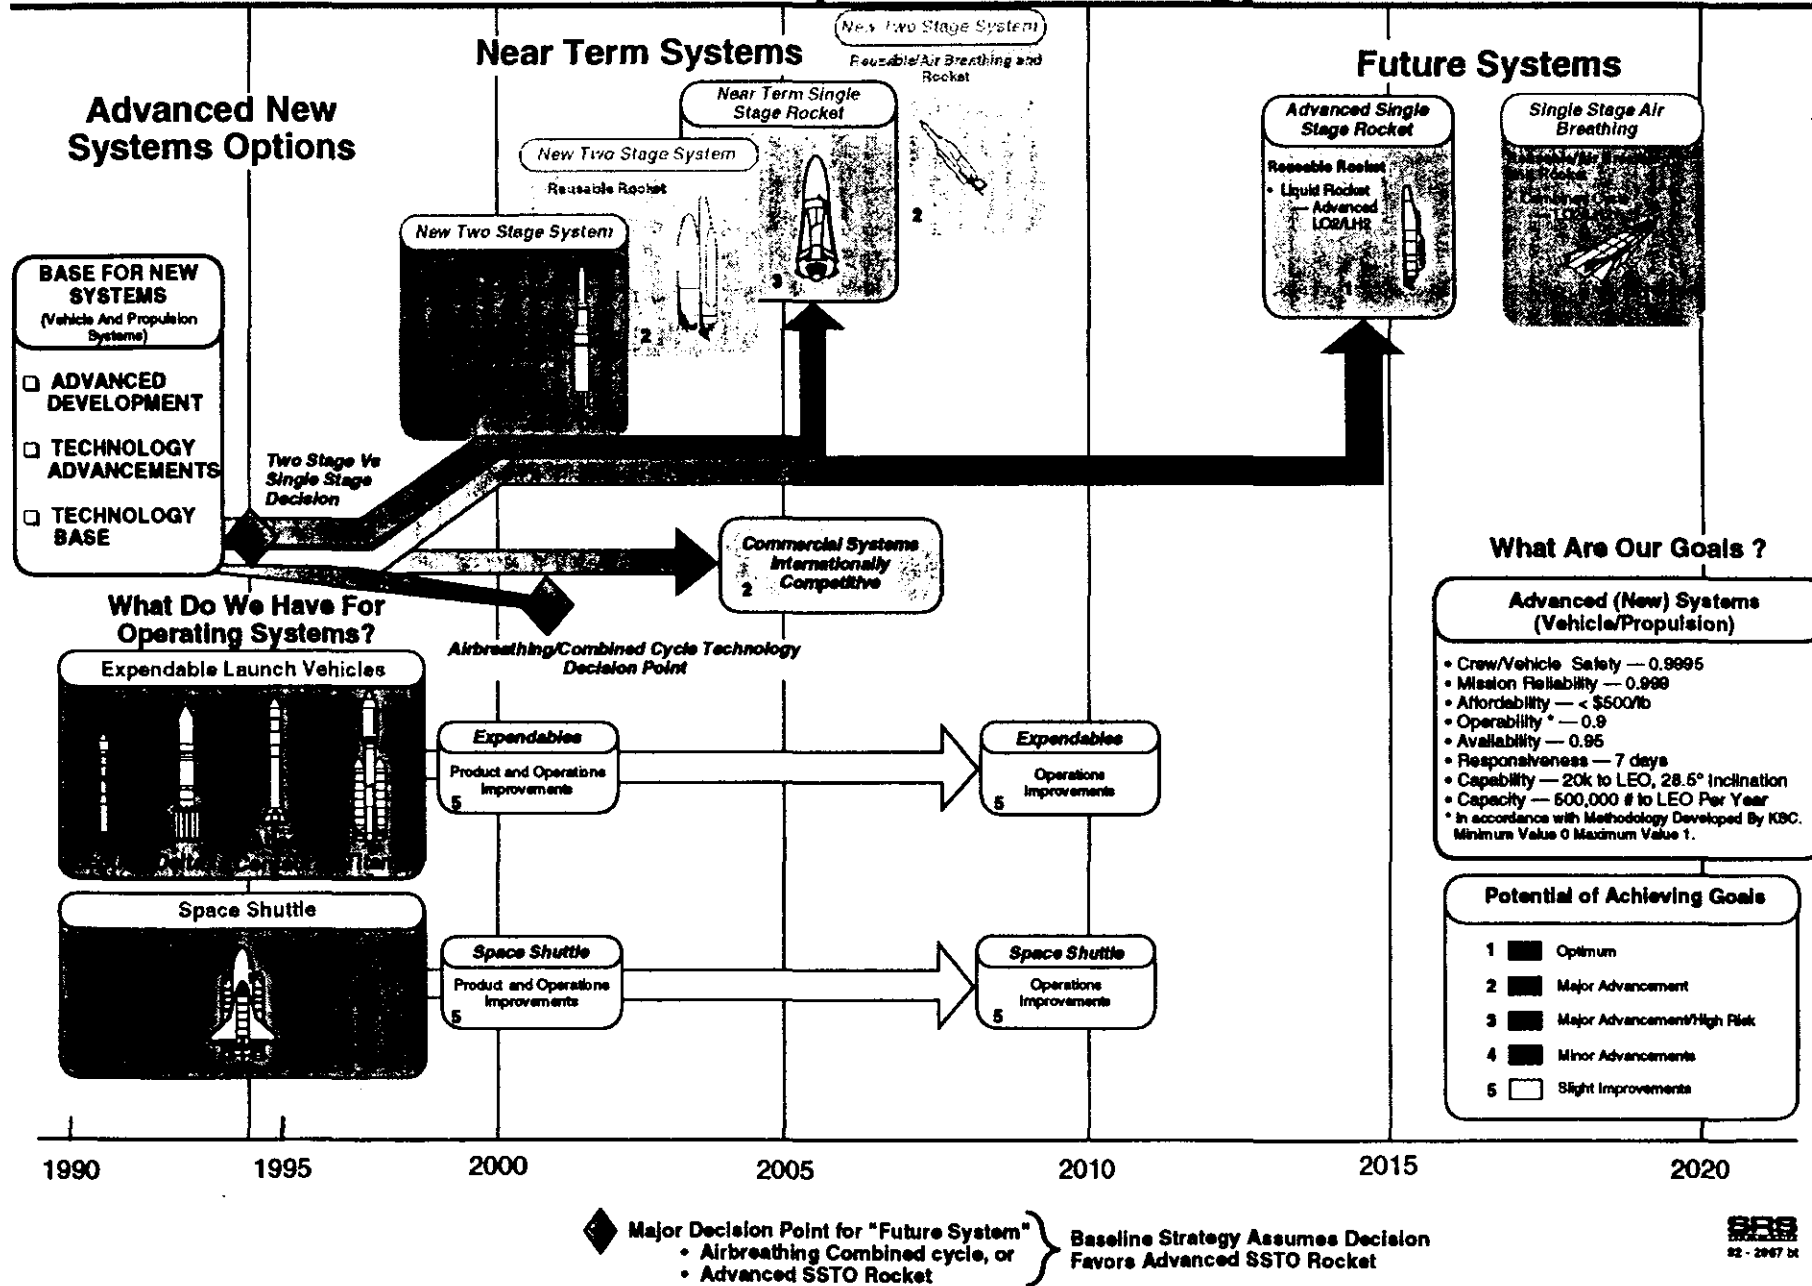 Near Term Systems
New Two Stage System
Reusable/Air Breathing and
Rocket
Future Systems
Advanced New
Systems Options
Near Term Single
Stage Rocket
3
2
New Two Stage System
Reusable Rocket
2
New Two Stage System
Advanced Single
Stage Rocket
Reuseable Rocket
• Liquid Rocket
— Advanced
LO2/LH2
1
Single Stage Air
Breathing
BASE FOR NEW
SYSTEMS
(Vehicle And Propulsion
Systems)
❑ ADVANCED
DEVELOPMENT
❑ TECHNOLOGY
ADVANCEMENTS
❑ TECHNOLOGY
BASE
Two Stage Vs
Single Stage
Decision
Commercial Systems
Internationally
Competitive
2
Airbreathing/Combined Cycle Technology
Decision Point
What Do We Have For
Operating Systems?
Expendable Launch Vehicles
Expendables
Product and Operations
Improvements
5
Expendables
Operations
Improvements
5
Space Shuttle
Space Shuttle
Product and Operations
Improvements
5
Space Shuttle
Operations
Improvements
5
What Are Our Goals ?
Advanced (New) Systems
(Vehicle/Propulsion)
• Crew/Vehicle Safety — 0.9995
• Mission Reliability — 0.999
• Affordability — < $500/lb
• Operability * — 0.9
• Availability — 0.95
• Responsiveness — 7 days
• Capability — 20k to LEO, 28.5° Inclination
• Capacity — 500,000 # to LEO Per Year
* In accordance with Methodology Developed By KSC.
Minimum Value 0 Maximum Value 1.
Potential of Achieving Goals
1 Optimum
2 Major Advancement
3 Major Advancement/High Risk
4 Minor Advancements
5 Slight Improvements
1990 1995 2000 2005 2010 2015 2020
Major Decision Point for "Future System"
• Airbreathing Combined cycle, or
• Advanced SSTO Rocket
Baseline Strategy Assumes Decision
Favors Advanced SSTO Rocket
SRS